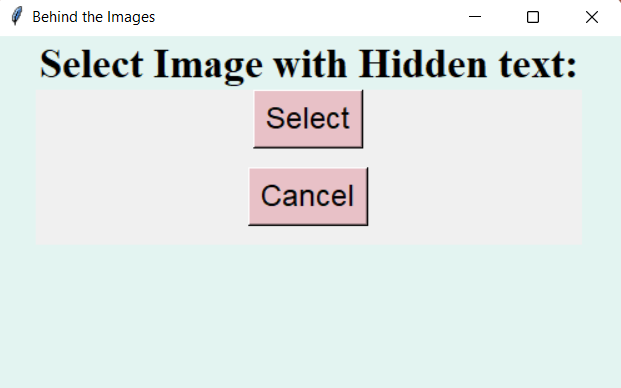 Behind the Images
Select Image with Hidden text:
Select
Cancel